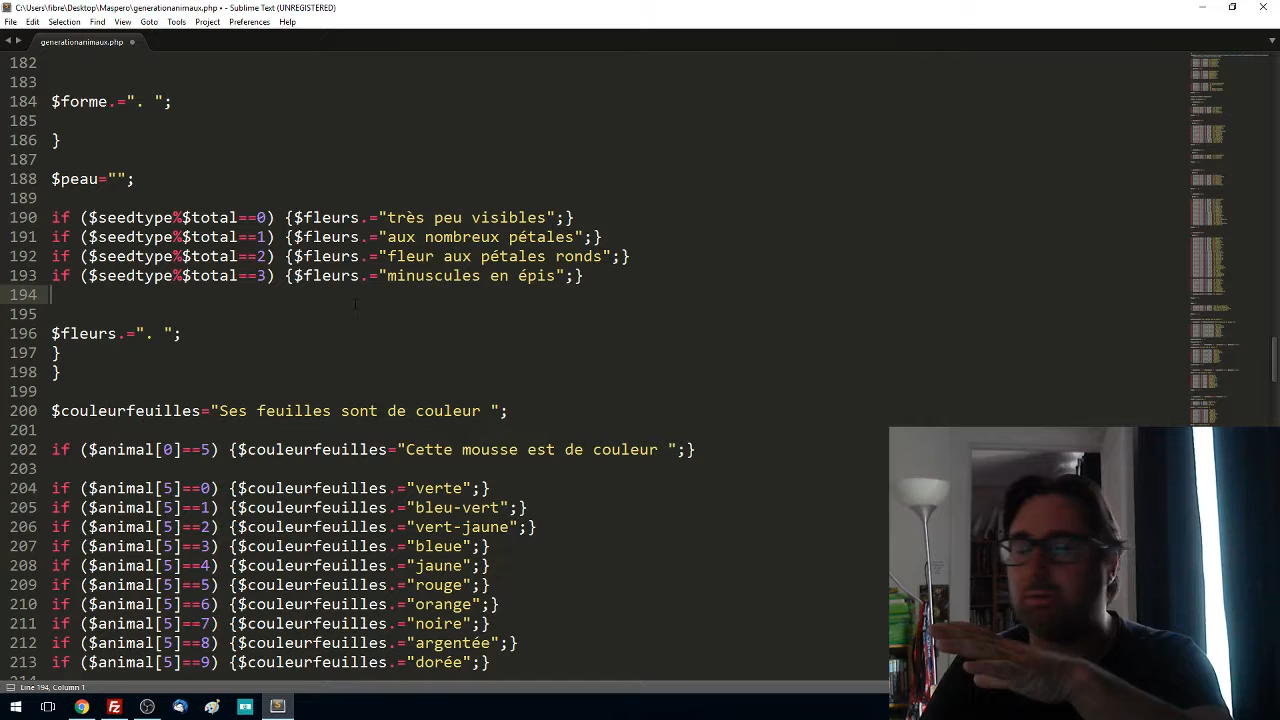 C:\Users\fibre\Desktop\Maspero\generationanimaux.php • - Sublime Text (UNREGISTERED)
File Edit Selection Find View Goto Tools Project Preferences Help
generationanimaux.php
182
183
184 $forme.=". ";
185
186 }
187
188 $peau="";
189
190 if ($seedtype%$total==0) {$fleurs.="très peu visibles";}
191 if ($seedtype%$total==1) {$fleurs.="aux nombreux pétales";}
192 if ($seedtype%$total==2) {$fleurs.="fleur aux pétales ronds";}
193 if ($seedtype%$total==3) {$fleurs.="minuscules en épis";}
194
195
196 $fleurs.=". ";
197 }
198 }
199
200 $couleurfeuilles="Ses feuilles sont de couleur ";
201
202 if ($animal[0]==5) {$couleurfeuilles="Cette mousse est de couleur ";}
203
204 if ($animal[5]==0) {$couleurfeuilles.="verte";}
205 if ($animal[5]==1) {$couleurfeuilles.="bleu-vert";}
206 if ($animal[5]==2) {$couleurfeuilles.="vert-jaune";}
207 if ($animal[5]==3) {$couleurfeuilles.="bleue";}
208 if ($animal[5]==4) {$couleurfeuilles.="jaune";}
209 if ($animal[5]==5) {$couleurfeuilles.="rouge";}
210 if ($animal[5]==6) {$couleurfeuilles.="orange";}
211 if ($animal[5]==7) {$couleurfeuilles.="noire";}
212 if ($animal[5]==8) {$couleurfeuilles.="argentée";}
213 if ($animal[5]==9) {$couleurfeuilles.="dorée";}
Line 194, Column 1